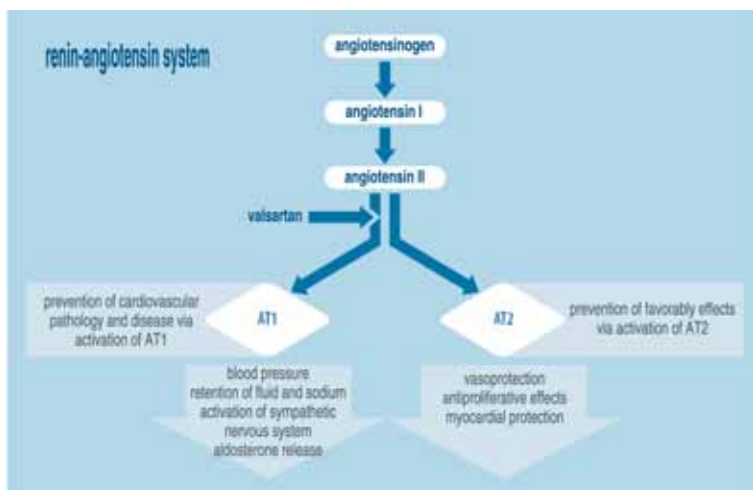 renin-angiotensin system
angiotensinogen
angiotensin I
angiotensin II
valsartan
prevention of cardiovascular
pathology and disease via
activation of AT1
AT1
AT2
prevention of favorably effects
via activation of AT2
blood pressure
retention of fluid and sodium
activation of sympathetic
nervous system
aldosterone release
vasoprotection
antiproliferative effects
myocardial protection